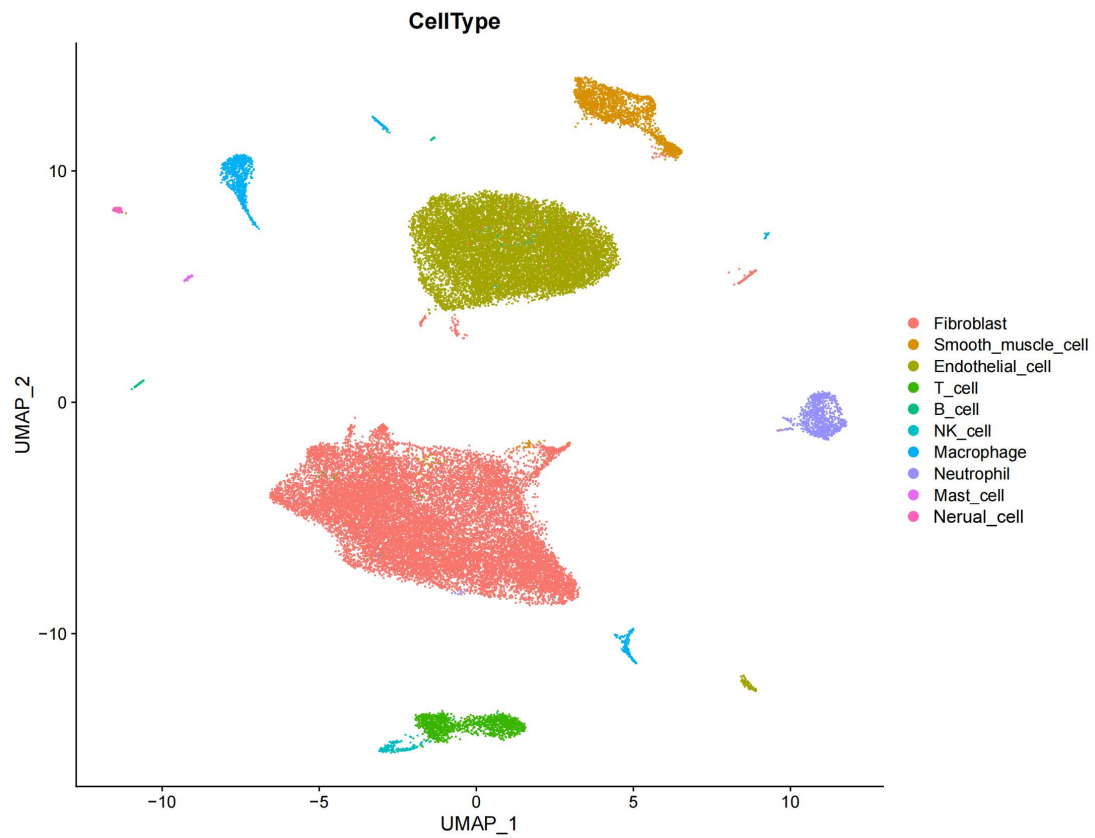 CellType
10
0
−10
UMAP_2
−10
−5
0
5
10
UMAP_1
Fibroblast
Smooth_muscle_cell
Endothelial_cell
T_cell
B_cell
NK_cell
Macrophage
Neutrophil
Mast_cell
Nerual_cell